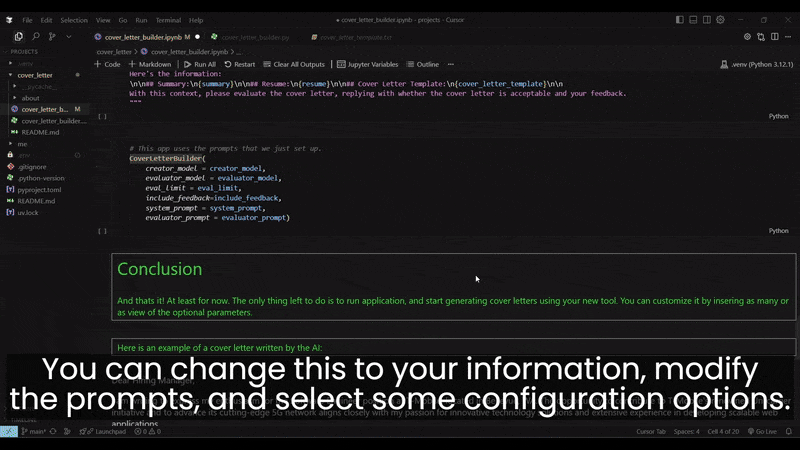 File Edit Selection View Go Run Terminal Help
cover_letter_builder.ipynb - projects - Cursor
cover_letter_builder.ipynb M
cover_letter_builder.py
cover_letter_template.txt
PROJECTS
cover_letter > cover_letter_builder.ipynb > ...
+ Code + Markdown Run All Restart Clear All Outputs Jupyter Variables Outline ...
.venv (Python 3.12.1)
.venv
cover_letter
__pycache__
about
cover_letter_b... M
cover_letter_builder....
README.md
me
.env
.gitignore
.python-version
pyproject.toml
README.md
uv.lock
Here's the information:
\n\n## Summary:\n{summary}\n\n## Resume:\n{resume}\n\n## Cover Letter Template:\n{cover_letter_template}\n\n
With this context, please evaluate the cover letter, replying with whether the cover letter is acceptable and your feedback.
"""
[ ]
Python
# This app uses the prompts that we just set up.
CoverLetterBuilder(
creator_model = creator_model,
evaluator_model = evaluator_model,
eval_limit = eval_limit,
include_feedback=include_feedback,
system_prompt = system_prompt,
evaluator_prompt = evaluator_prompt)
[ ]
Python
Conclusion
And thats it! At least for now. The only thing left to do is to run application, and start generating cover letters using your new tool. You can customize it by insering as many or
as view of the optional parameters.
Here is an example of a cover letter written by the AI:
Dear Hiring Manager,
You can change this to your information, modify
the prompts, and select some configuration options.
initiative and to advance its cutting-edge 5G network aligns closely with my passion for innovative technology solutions and extensive experience in developing scalable web
applications.
main* Launchpad 0 0
Cursor Tab Spaces: 4 Cell 4 of 20 Go Live